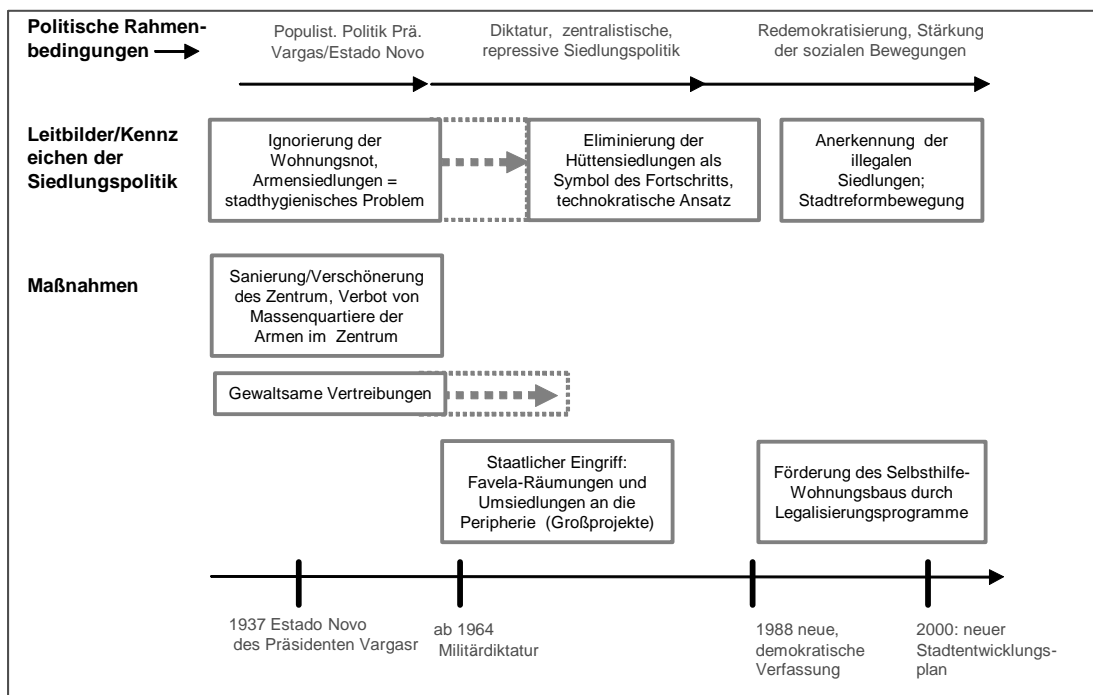 Politische Rahmen-
bedingungen
Populist. Politik Prä.
Vargas/Estado Novo
Diktatur, zentralistische,
repressive Siedlungspolitik
Redemokratisierung, Stärkung
der sozialen Bewegungen
Leitbilder/Kennz
eichen der
Siedlungspolitik
Ignorierung der
Wohnungsnot,
Armensiedlungen =
stadthygienisches Problem
Eliminierung der
Hüttensiedlungen als
Symbol des Fortschritts,
technokratische Ansatz
Anerkennung der
illegalen
Siedlungen;
Stadtreformbewegung
Maßnahmen
Sanierung/Verschönerung
des Zentrum, Verbot von
Massenquartiere der
Armen im Zentrum
Gewaltsame Vertreibungen
Staatlicher Eingriff:
Favela-Räumungen und
Umsiedlungen an die
Peripherie (Großprojekte)
Förderung des Selbsthilfe-
Wohnungsbaus durch
Legalisierungsprogramme
1937 Estado Novo
des Präsidenten Vargasr
ab 1964
Militärdiktatur
1988 neue,
demokratische
Verfassung
2000: neuer
Stadtentwicklungs-
plan